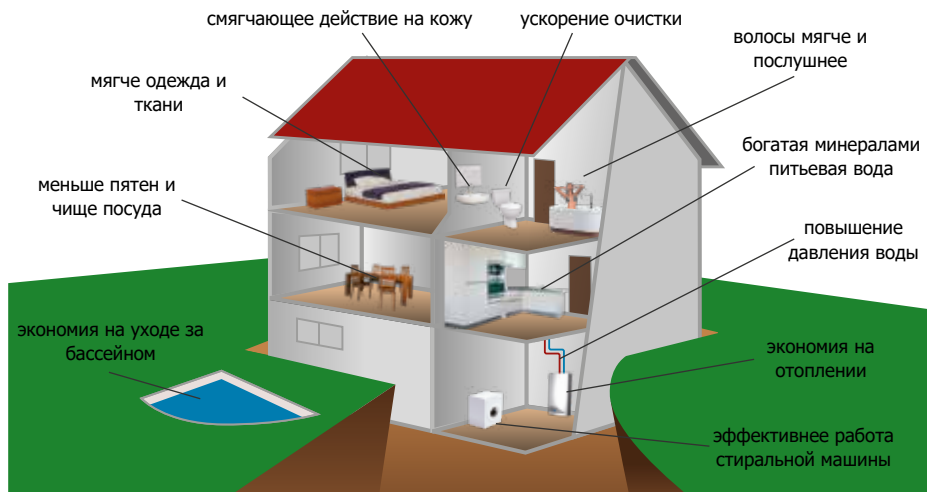 смягчающее действие на кожу
ускорение очистки
волосы мягче и
послушнее
мягче одежда и
ткани
богатая минералами
питьевая вода
меньше пятен и
чище посуда
повышение
давления воды
экономия на уходе за
бассейном
экономия на
отоплении
эффективнее работа
стиральной машины